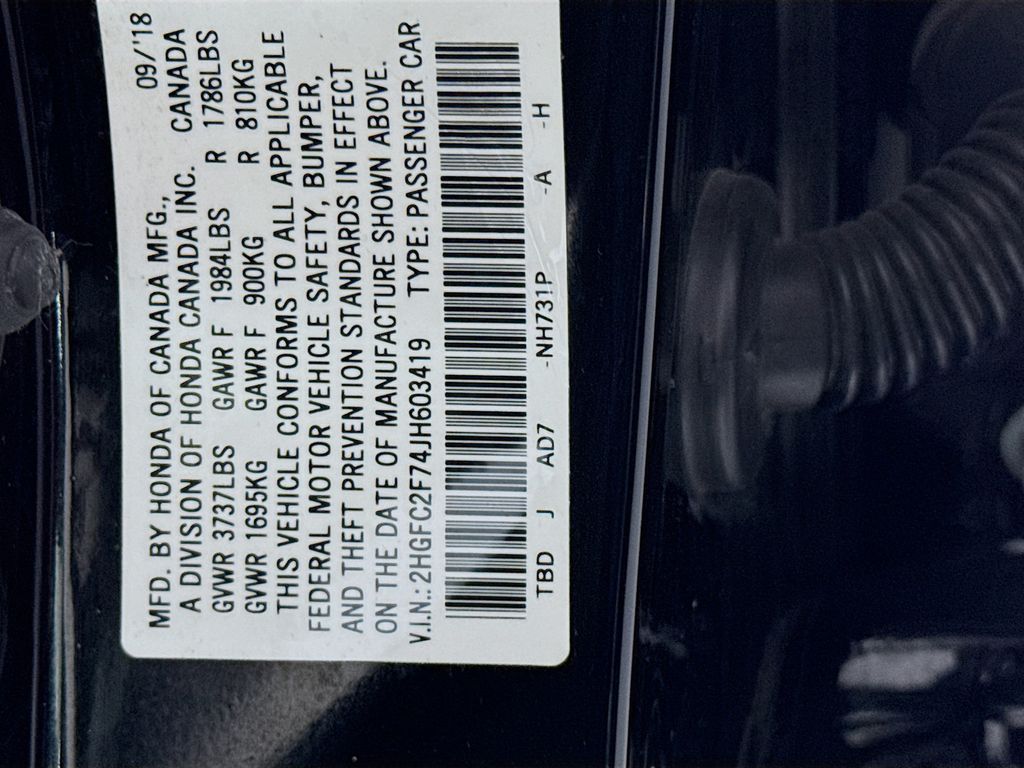 MFD. BY HONDA OF CANADA MFG., 09/'18
A DIVISION OF HONDA CANADA INC. CANADA
GVWR 3737LBS GAWR F 1984LBS R 1786LBS
GVWR 1695KG GAWR F 900KG R 810KG
THIS VEHICLE CONFORMS TO ALL APPLICABLE
FEDERAL MOTOR VEHICLE SAFETY, BUMPER,
AND THEFT PREVENTION STANDARDS IN EFFECT
ON THE DATE OF MANUFACTURE SHOWN ABOVE.
V.I.N.: 2HGFC2F74JH603419 TYPE: PASSENGER CAR
TBD J AD7 -NH731P -A -H